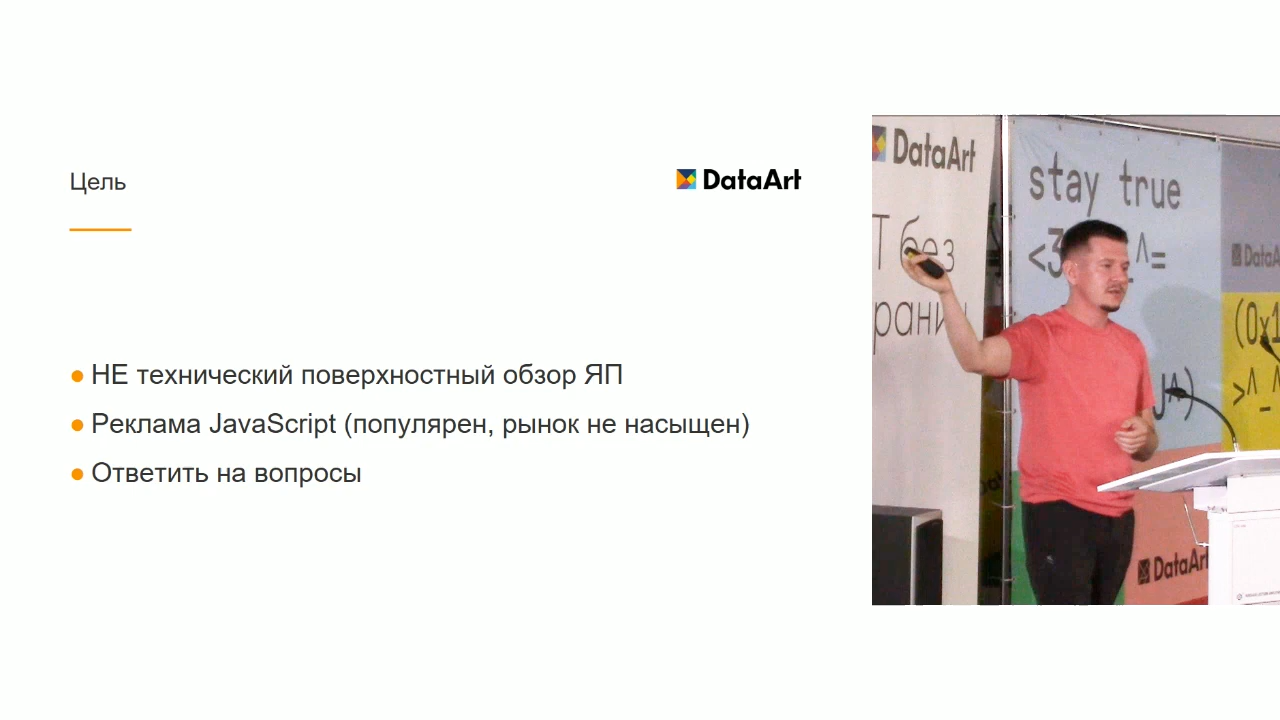 Цель
DataArt
НЕ технический поверхностный обзор ЯП
Реклама JavaScript (популярен, рынок не насыщен)
Ответить на вопросы
DataArt
stay true
без
DataArt